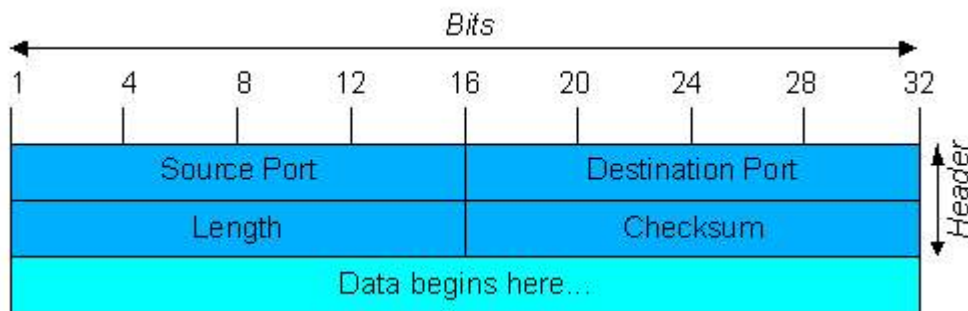 Bits
1 4 8 12 16 20 24 28 32
Source Port Destination Port
Header
Length Checksum
Data begins here...